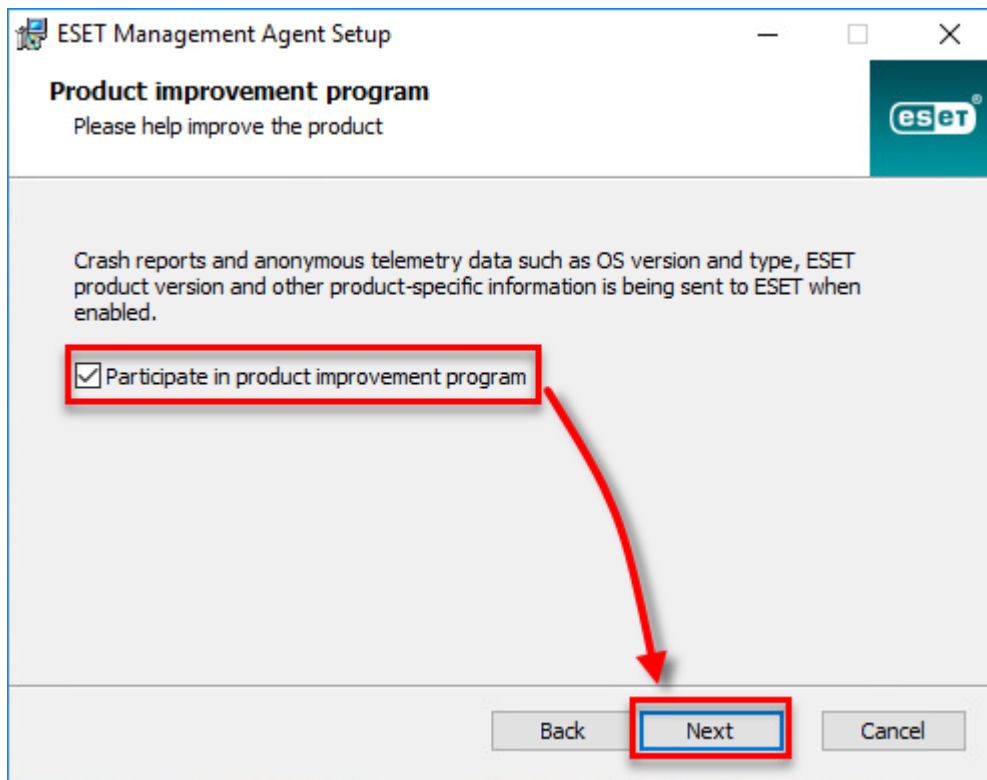 ESET Management Agent Setup
Product improvement program
Please help improve the product
eseT®
Crash reports and anonymous telemetry data such as OS version and type, ESET
product version and other product-specific information is being sent to ESET when
enabled.
Participate in product improvement program
Back Next Cancel